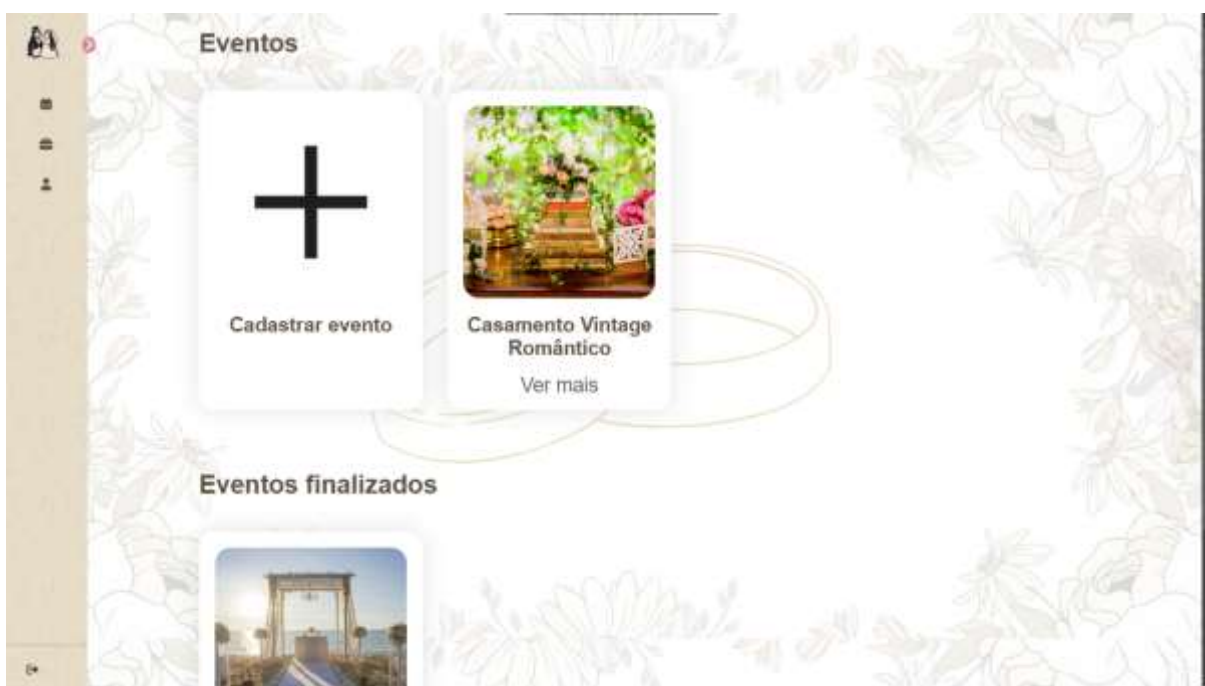 Eventos
Cadastrar evento
Casamento Vintage
Romântico
Ver mais
Eventos finalizados